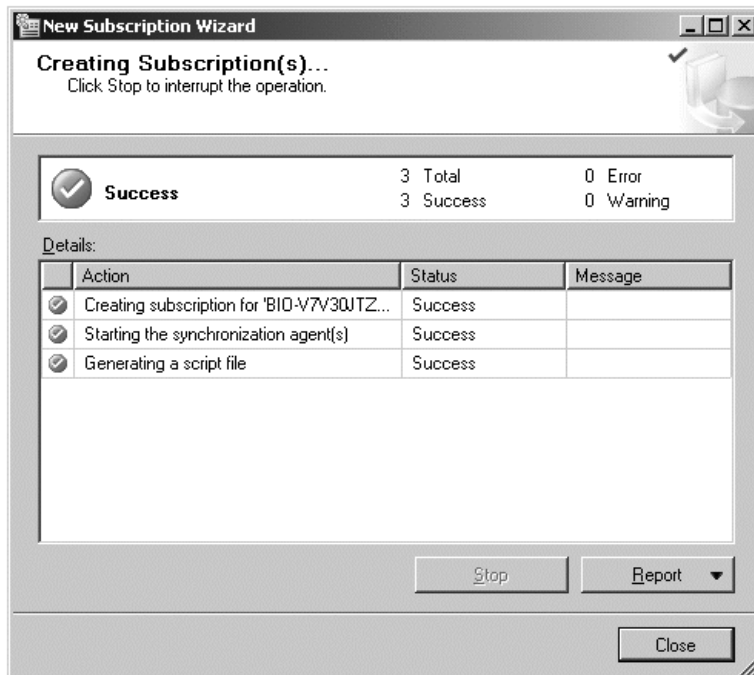 New Subscription Wizard
Creating Subscription(s)...
Click Stop to interrupt the operation.
Success
3 Total
0 Error
3 Success
0 Warning
Details:
Action Status Message
Creating subscription for 'BIO-V7V30JTZ... Success
Starting the synchronization agent(s) Success
Generating a script file Success
Stop Report
Close